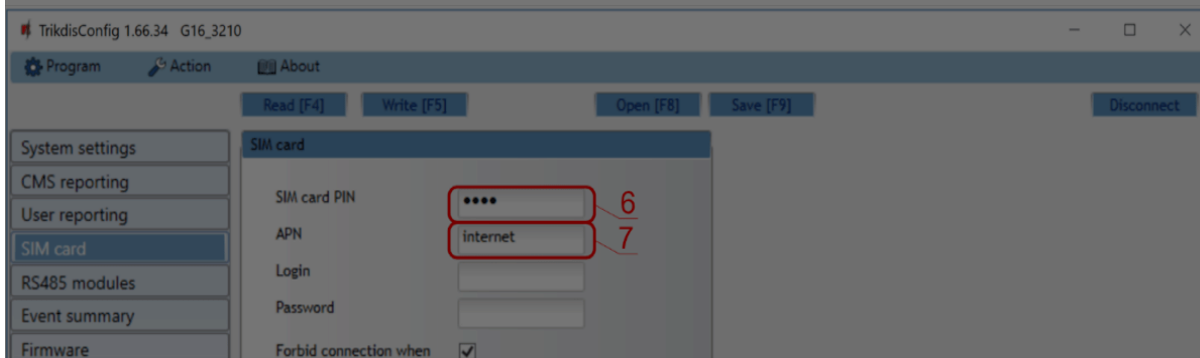 TrikdisConfig 1.66.34 G16_3210
Program Action About
Read [F4] Write [F5] Open [F8] Save [F9] Disconnect
System settings
CMS reporting
User reporting
SIM card
RS485 modules
Event summary
Firmware
SIM card
SIM card PIN •••• 6
APN internet 7
Login
Password
Forbid connection when